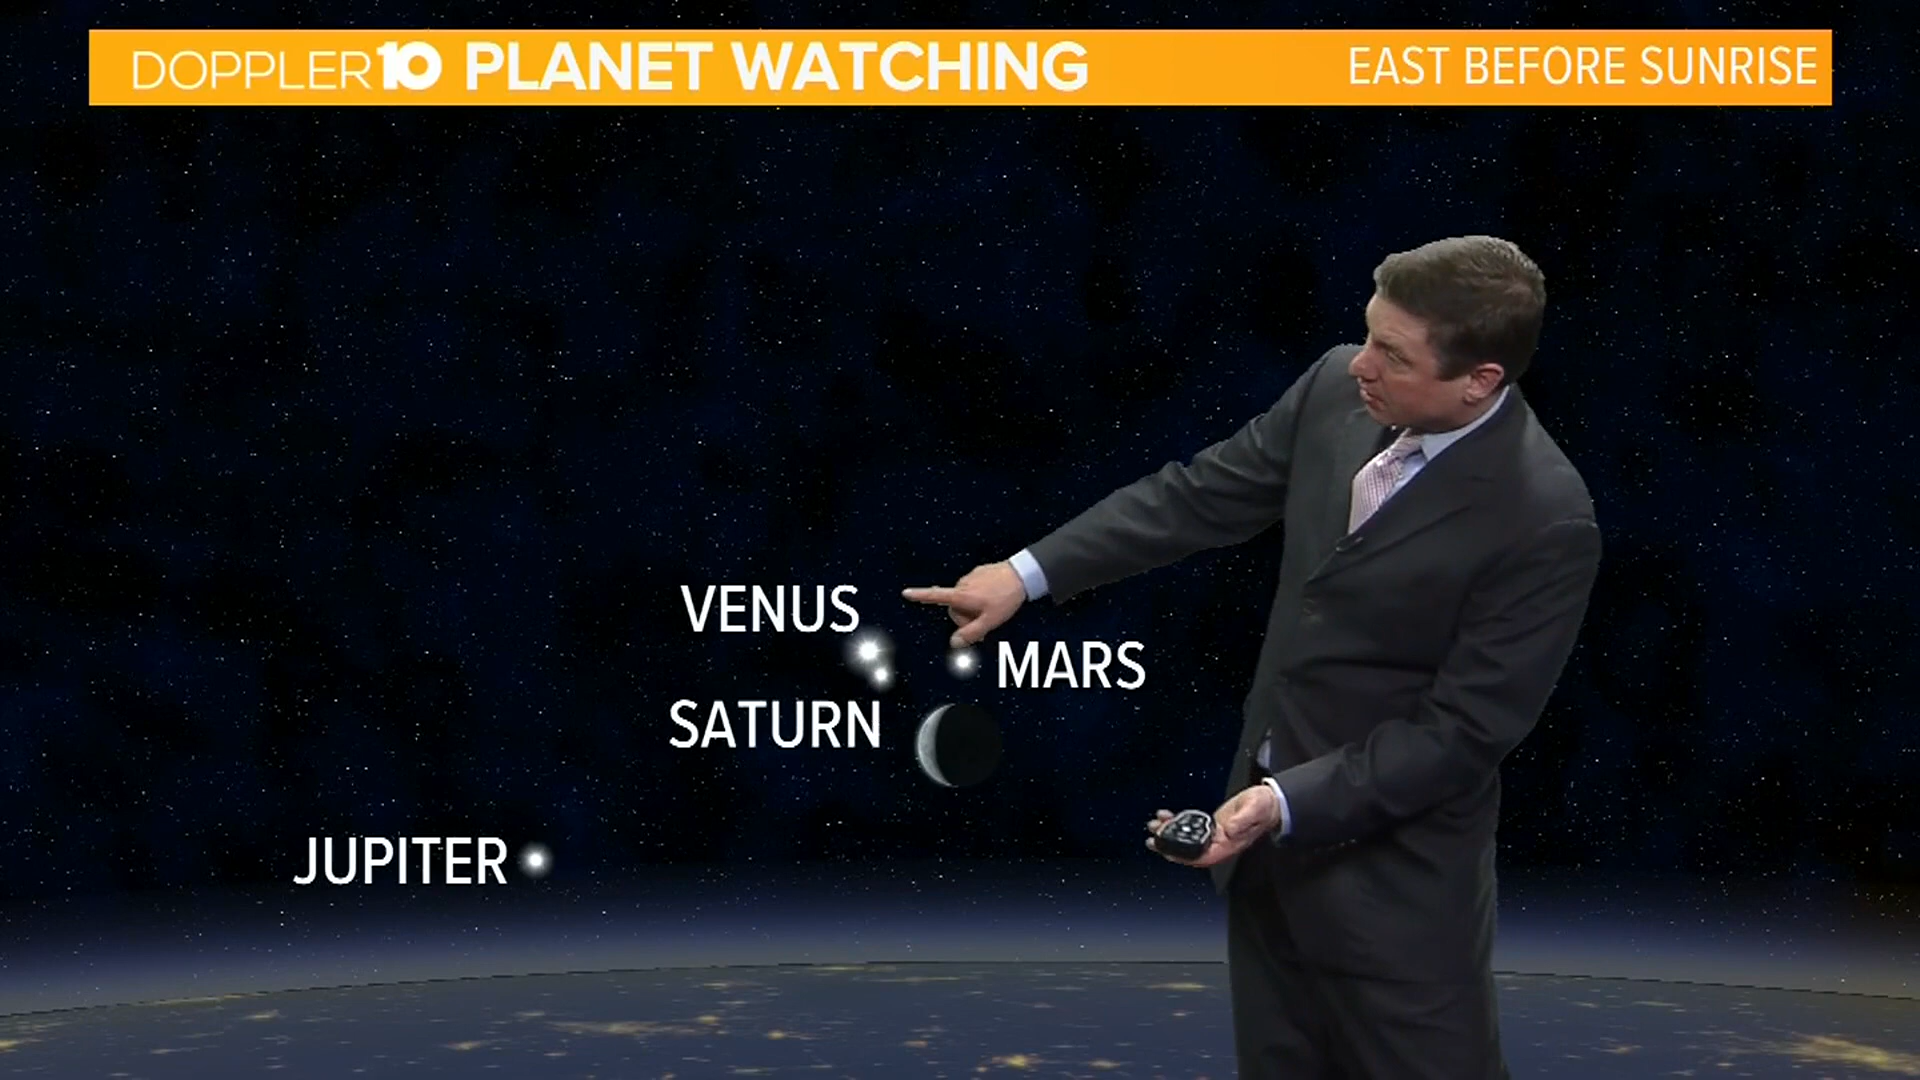 DOPPLER10 PLANET WATCHING
EAST BEFORE SUNRISE
VENUS
MARS
SATURN
JUPITER